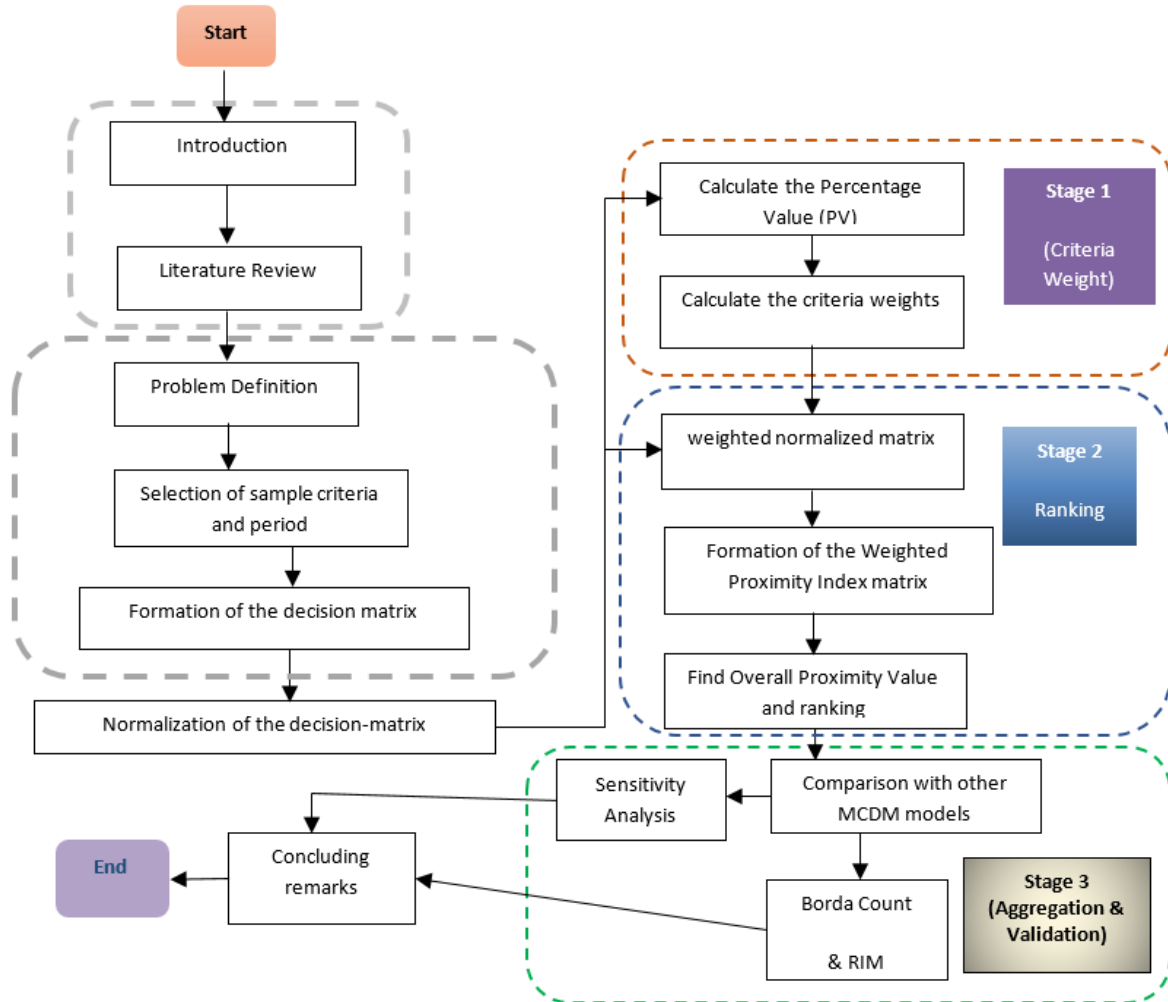 Start
Introduction
Literature Review
Problem Definition
Selection of sample criteria
and period
Formation of the decision matrix
Normalization of the decision-matrix
Calculate the Percentage
Value (PV)
Calculate the criteria weights
Stage 1
(Criteria
Weight)
weighted normalized matrix
Formation of the Weighted
Proximity Index matrix
Find Overall Proximity Value
and ranking
Stage 2
Ranking
Comparison with other
MCDM models
Sensitivity
Analysis
Borda Count
& RIM
Stage 3
(Aggregation &
Validation)
Concluding
remarks
End